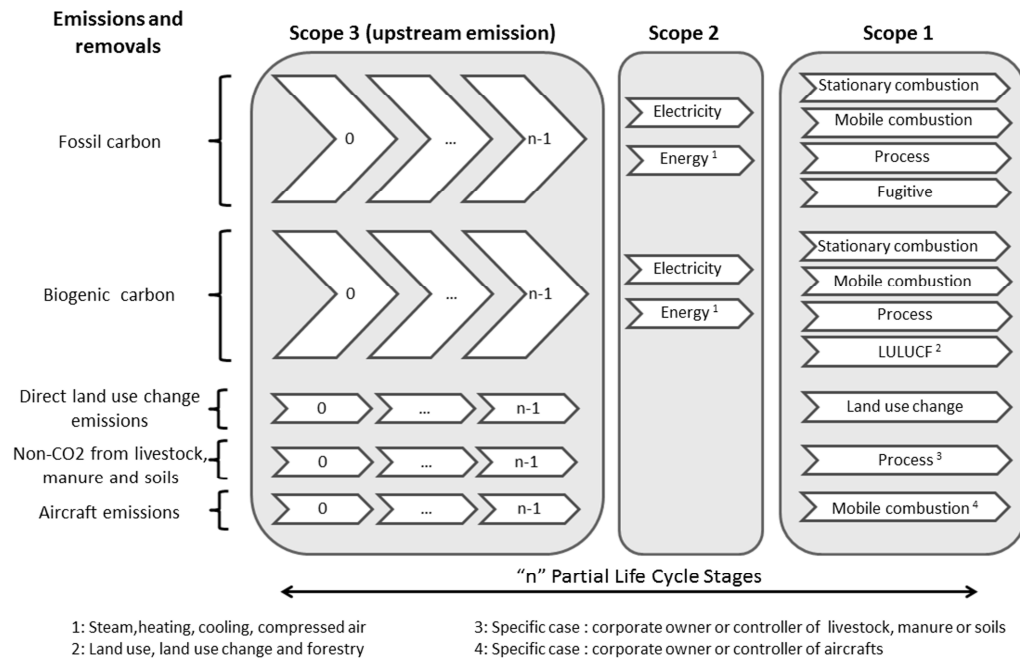 Emissions and
removals
Scope 3 (upstream emission)
Scope 2
Scope 1
Fossil carbon
0
...
n-1
Electricity
Energy 1
Stationary combustion
Mobile combustion
Process
Fugitive
Biogenic carbon
0
...
n-1
Electricity
Energy 1
Stationary combustion
Mobile combustion
Process
LULUCF 2
Direct land use change
emissions
0
...
n-1
Land use change
Non-CO2 from livestock,
manure and soils
0
...
n-1
Process 3
Aircraft emissions
0
...
n-1
Mobile combustion 4
“n” Partial Life Cycle Stages
1: Steam,heating, cooling, compressed air
2: Land use, land use change and forestry
3: Specific case : corporate owner or controller of livestock, manure or soils
4: Specific case : corporate owner or controller of aircrafts